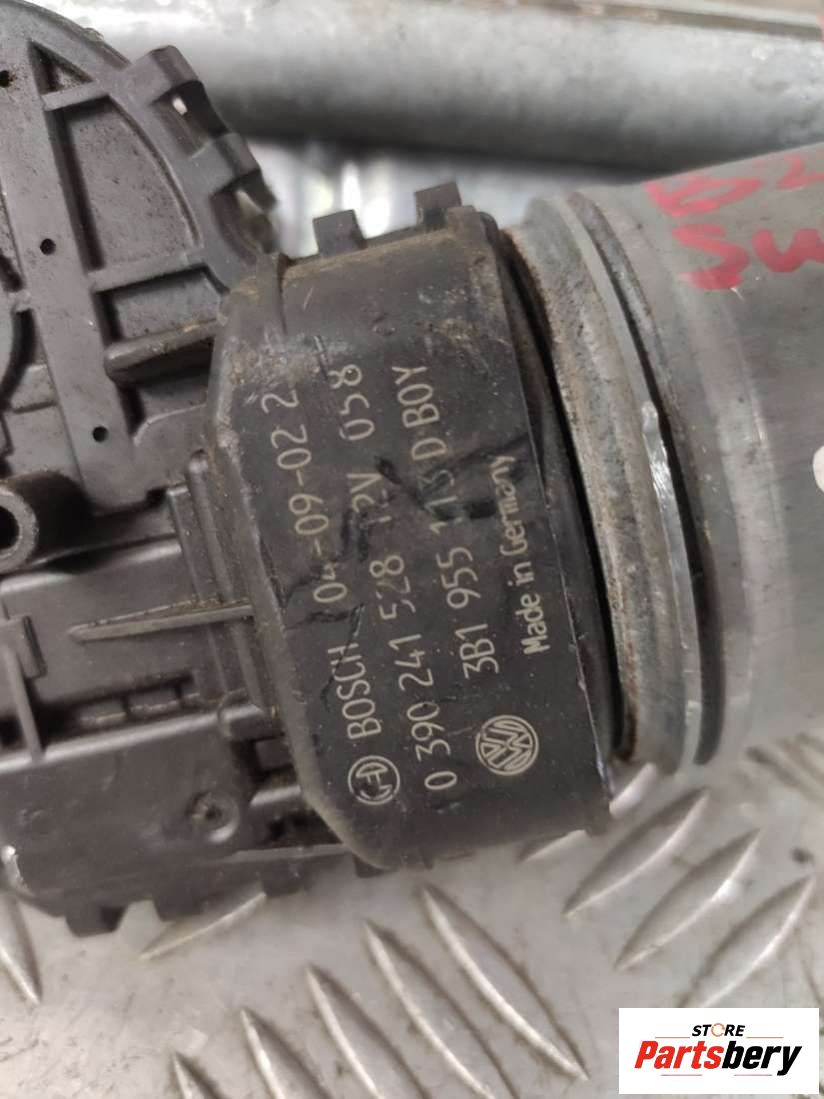 BOSCH 04-09-02 2
0 390 241 528 12V 058
3B1 955 113 D B0Y
Made in Germany
STORE
Partsbery